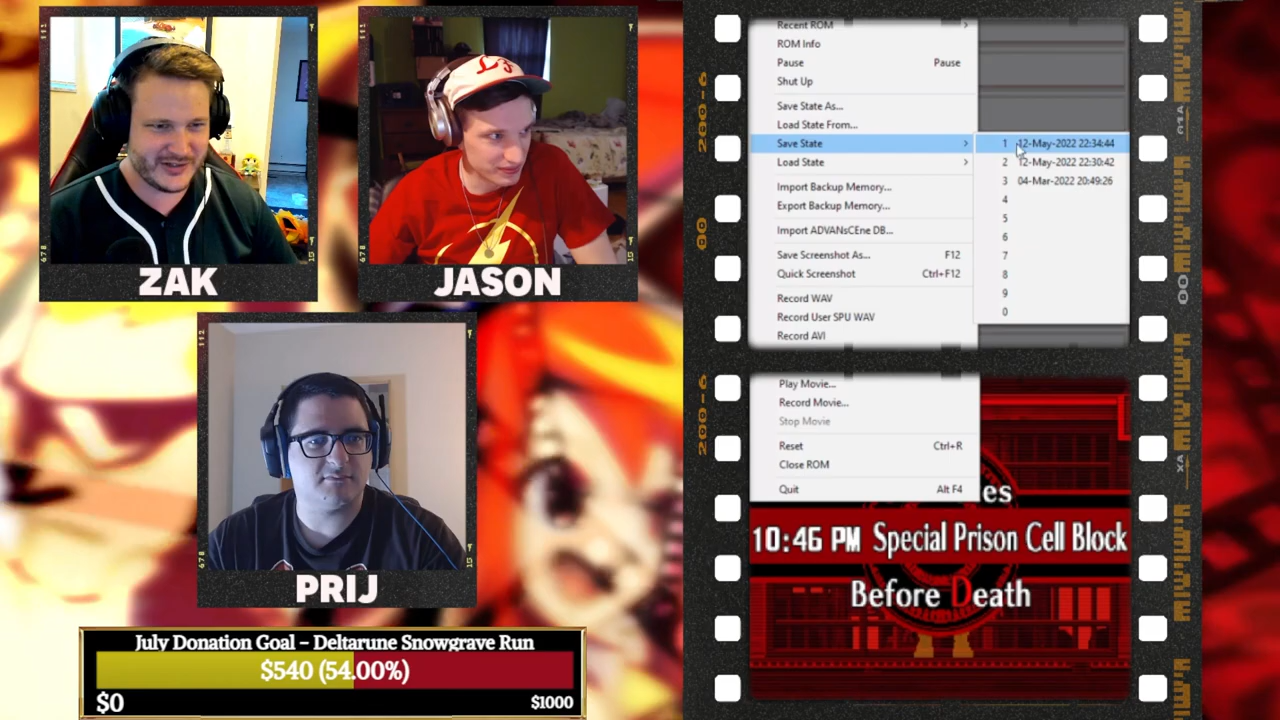 ZAK
JASON
PRIJ
July Donation Goal – Deltarune Snowgrave Run
$540 (54.00%)
$0
$1000
Recent ROM
ROM Info
Pause Pause
Shut Up
Save State As...
Load State From...
Save State
Load State
Import Backup Memory...
Export Backup Memory...
Import ADVANsCEne DB...
Save Screenshot As... F12
Quick Screenshot Ctrl+F12
Record WAV
Record User SPU WAV
Record AVI
1 12-May-2022 22:34:44
2 12-May-2022 22:30:42
3 04-Mar-2022 20:49:26
4
5
6
7
8
9
0
Play Movie...
Record Movie...
Stop Movie
Reset Ctrl+R
Close ROM
Quit Alt F4
es
10:46 PM Special Prison Cell Block
Before Death